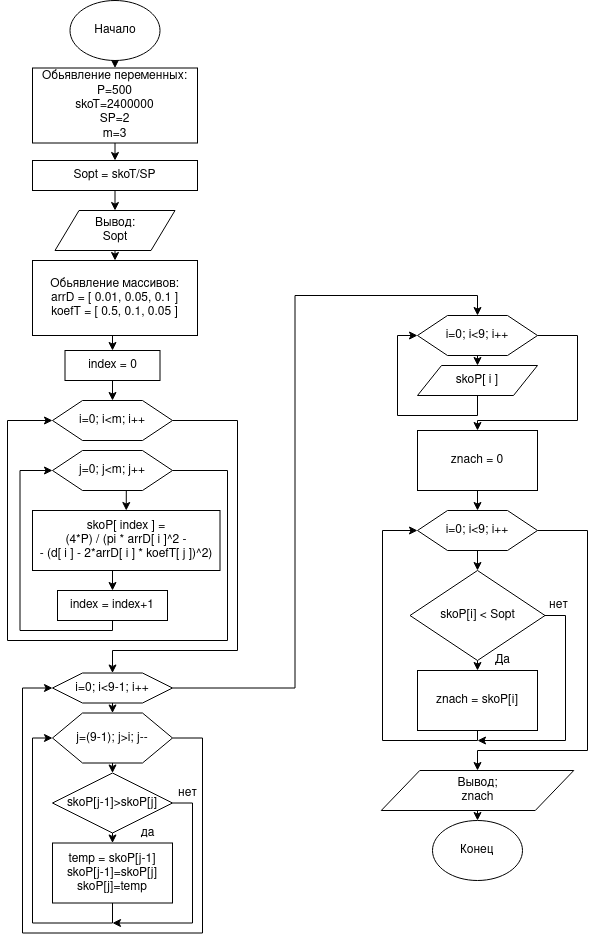 Начало
Обьявление переменных:
P=500
skoT=2400000
SP=2
m=3
Sopt = skoT/SP
Вывод:
Sopt
Обьявление массивов:
arrD = [ 0.01, 0.05, 0.1 ]
koefT = [ 0.5, 0.1, 0.05 ]
index = 0
i=0; i<m; i++
j=0; j<m; j++
skoP[ index ] =
(4*P) / (pi * arrD[ i ]^2 -
- (d[ i ] - 2*arrD[ i ] * koefT[ j ])^2)
index = index+1
i=0; i<9-1; i++
j=(9-1); j>i; j--
skoP[j-1]>skoP[j]
нет
да
temp = skoP[j-1]
skoP[j-1]=skoP[j]
skoP[j]=temp
i=0; i<9; i++
skoP[ i ]
znach = 0
i=0; i<9; i++
skoP[i] < Sopt
нет
Да
znach = skoP[i]
Вывод;
znach
Конец